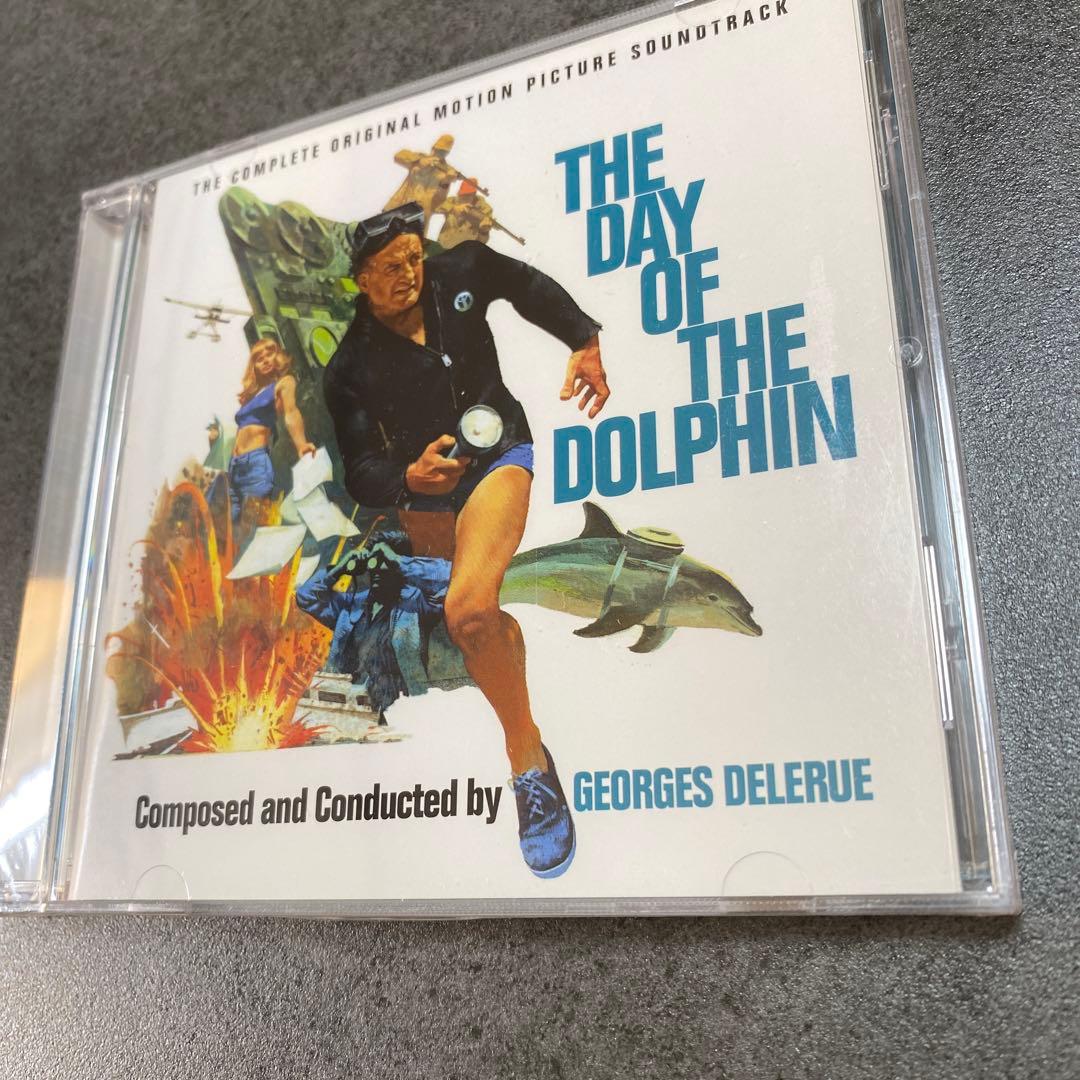 THE COMPLETE ORIGINAL MOTION PICTURE SOUNDTRACK
THE
DAY
OF
THE
DOLPHIN
Composed and Conducted by GEORGES DELERUE